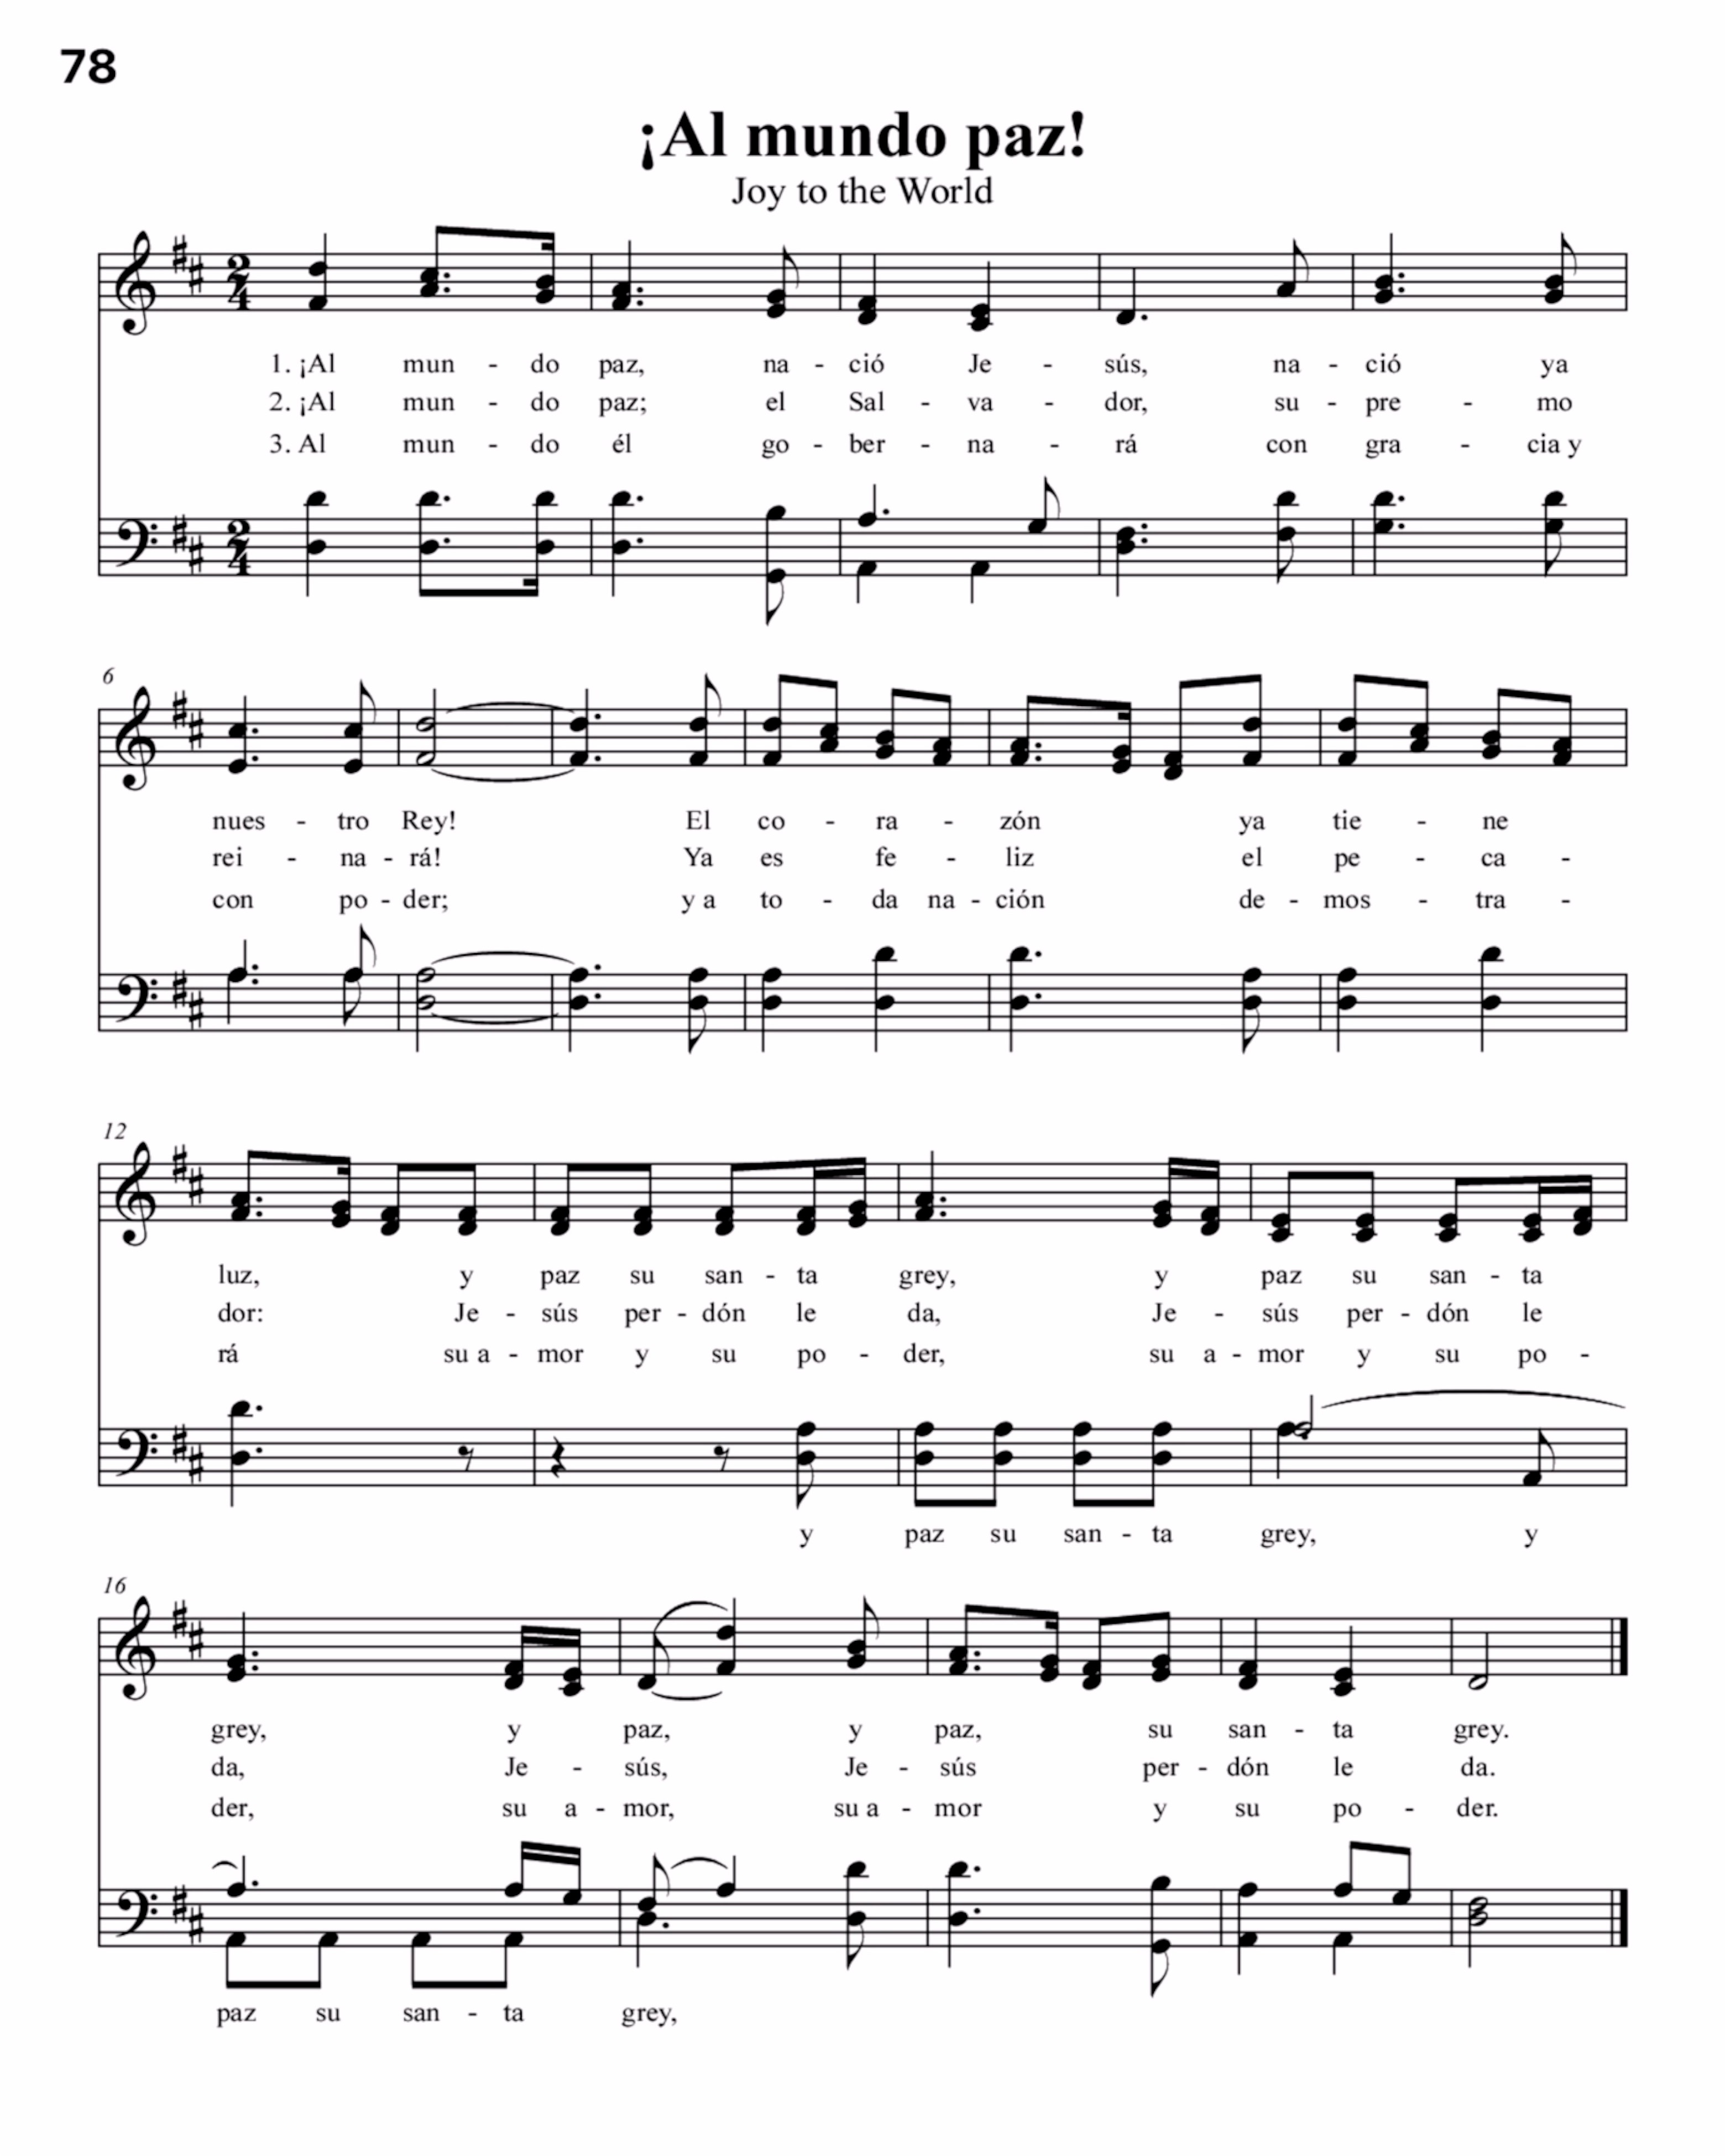 78
¡Al mundo paz!
Joy to the World
2 4
1. ¡Al mun - do paz, na - ció Je - sús, na - ció ya
2. ¡Al mun - do paz; el Sal - va - dor, su - pre - mo
3. Al mun - do él go - ber - na - rá con gra - cia y
2 4
6
nues - tro Rey! El co - ra - zón ya tie - ne
rei - na - rá! Ya es fe - liz el pe - ca -
con po - der; y a to - da na - ción de - mos - tra -
12
luz, y paz su san - ta grey, y paz su san - ta
dor: Je - sús per - dón le da, Je - sús per - dón le
rá su a - mor y su po - der, su a - mor y su po -
y paz su san - ta grey, y
16
grey, y paz, y paz, su san - ta grey.
da, Je - sús, Je - sús per - dón le da.
der, su a - mor, su a - mor y su po - der.
paz su san - ta grey,